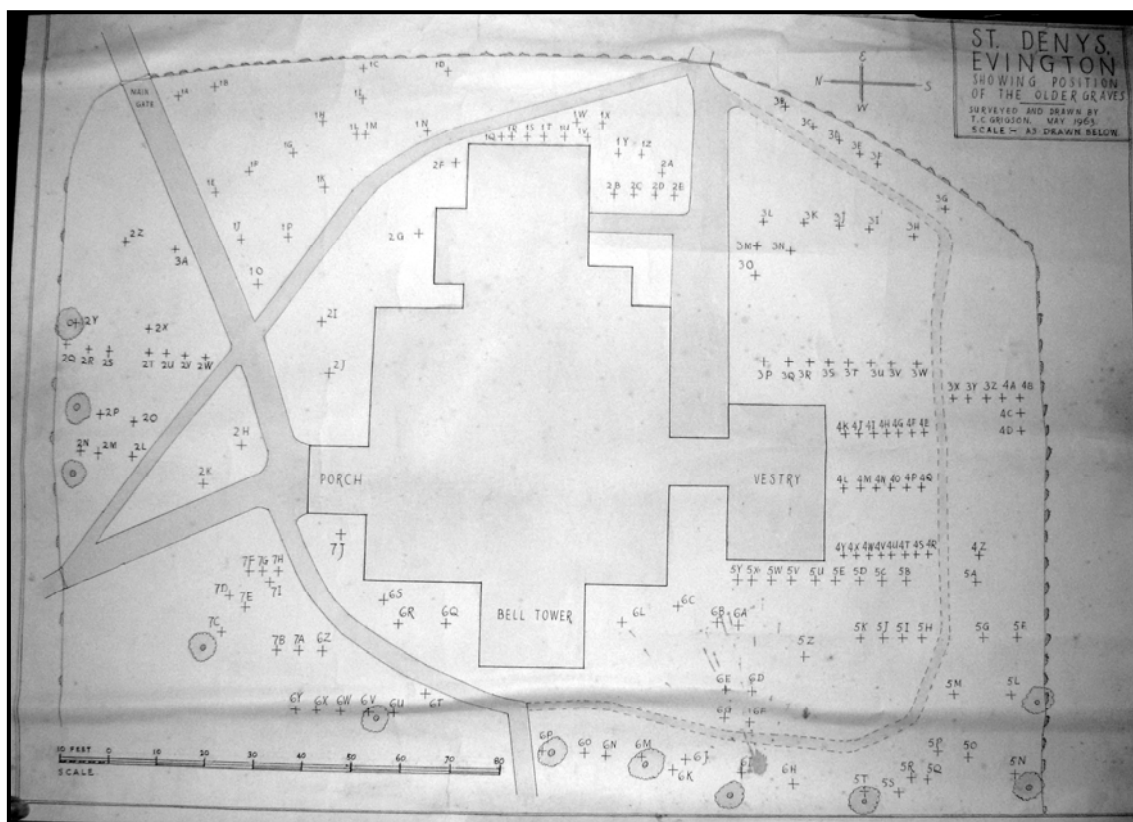 ST. DENYS.
EVINGTON
SHOWING POSITION
OF THE OLDER GRAVES
SURVEYED AND DRAWN BY
T.C GRIGSON. MAY 1963.
SCALE :- AS DRAWN BELOW.
E
N S
W
MAIN
GATE
1A 1B 1C 1D
1E 1F 1G 1H
1K 1L 1M 1N
1J 1P 1O
1Q 1R 1S 1T 1U 1V 1W 1X
1Y 1Z
2A
2B 2C 2D 2E
2F
2G
2Z
3A
2I
2J
2Y 2X
2Q 2R 2S 2T 2U 2V 2W
2P 2O
2N 2M 2L
2H
2K
3B
3C
3D
3E
3F
3G
3L 3K 3J 3I 3H
3M 3N
3O
3P 3Q 3R 3S 3T 3U 3V 3W
3X 3Y 3Z 4A 4B
4C
4D
4K 4J 4I 4H 4G 4F 4E
PORCH
VESTRY
4L 4M 4N 4O 4P 4Q
7J
4Y 4X 4W 4V 4U 4T 4S 4R
4Z
7F 7G 7H
7I
5Y 5X 5W 5V 5U 5E 5D 5C 5B
5A
7D
7E
7C
6S
6R 6Q
BELL TOWER
6L
6C
6B 6A
5Z
5K 5J 5I 5H
5G
7B 7A 6Z
6E 6D
5M 5L
6Y 6X 6W 6V 6U
6T
6F
6P 6O 6N 6M
6J
6K
6H
5P 5O
5R 5Q
5N
5T 5S
10 FEET 0 10 20 30 40 50 60 70 80
SCALE.